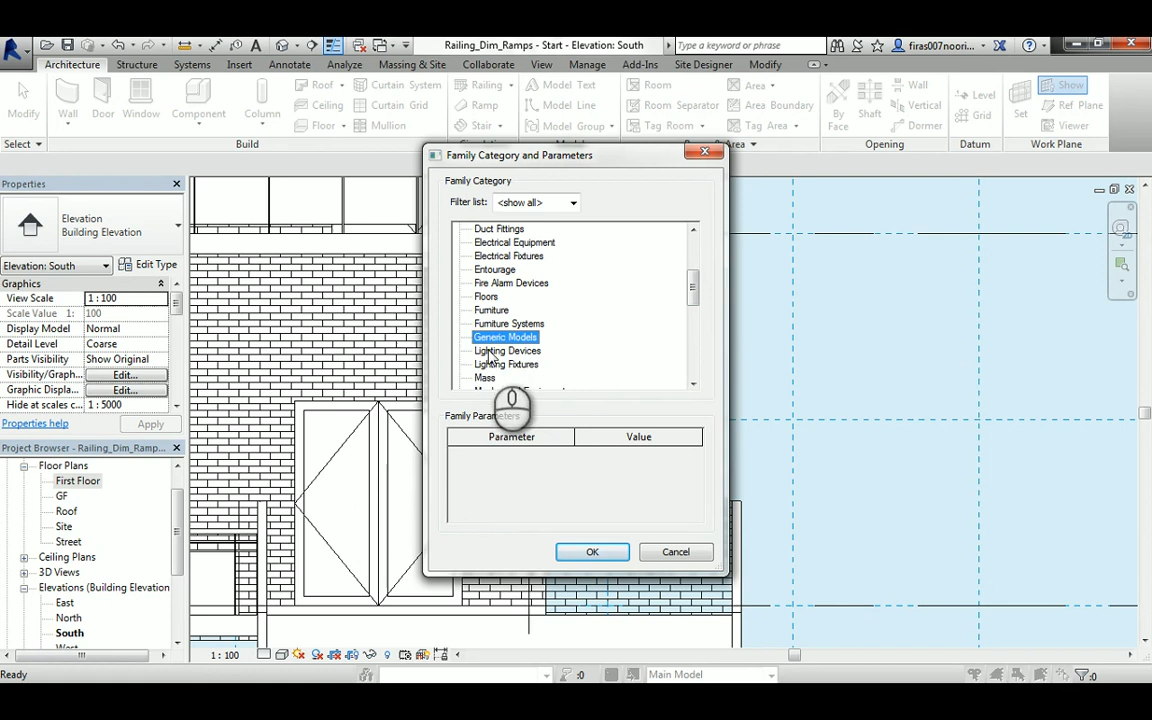 Railing_Dim_Ramps - Start - Elevation: South
Type a keyword or phrase
firas007noori...
Architecture Structure Systems Insert Annotate Analyze Massing & Site Collaborate View Manage Add-Ins Site Designer Modify
Modify
Wall
Door
Window
Component
Column
Roof
Ceiling
Floor
Curtain System
Curtain Grid
Mullion
Railing
Ramp
Stair
Model Text
Model Line
Model Group
Room
Room Separator
Tag Room
Area
Area Boundary
Tag Area
By Face
Shaft
Wall
Vertical
Dormer
Level
Grid
Set
Show
Ref Plane
Viewer
Select
Build
Opening
Datum
Work Plane
Properties
Elevation
Building Elevation
Elevation: South
Edit Type
Graphics
View Scale 1 : 100
Scale Value 1: 100
Display Model Normal
Detail Level Coarse
Parts Visibility Show Original
Visibility/Graph... Edit...
Graphic Displa... Edit...
Hide at scales c... 1 : 5000
Properties help
Apply
Project Browser - Railing_Dim_Ramps...
Floor Plans
First Floor
GF
Roof
Site
Street
Ceiling Plans
3D Views
Elevations (Building Elevation
East
North
South
Family Category and Parameters
Family Category
Filter list: <show all>
Duct Fittings
Electrical Equipment
Electrical Fixtures
Entourage
Fire Alarm Devices
Floors
Furniture
Furniture Systems
Generic Models
Lighting Devices
Lighting Fixtures
Mass
Family Parameters
Parameter Value
OK
Cancel
1 : 100
Ready
:0
Main Model
:0